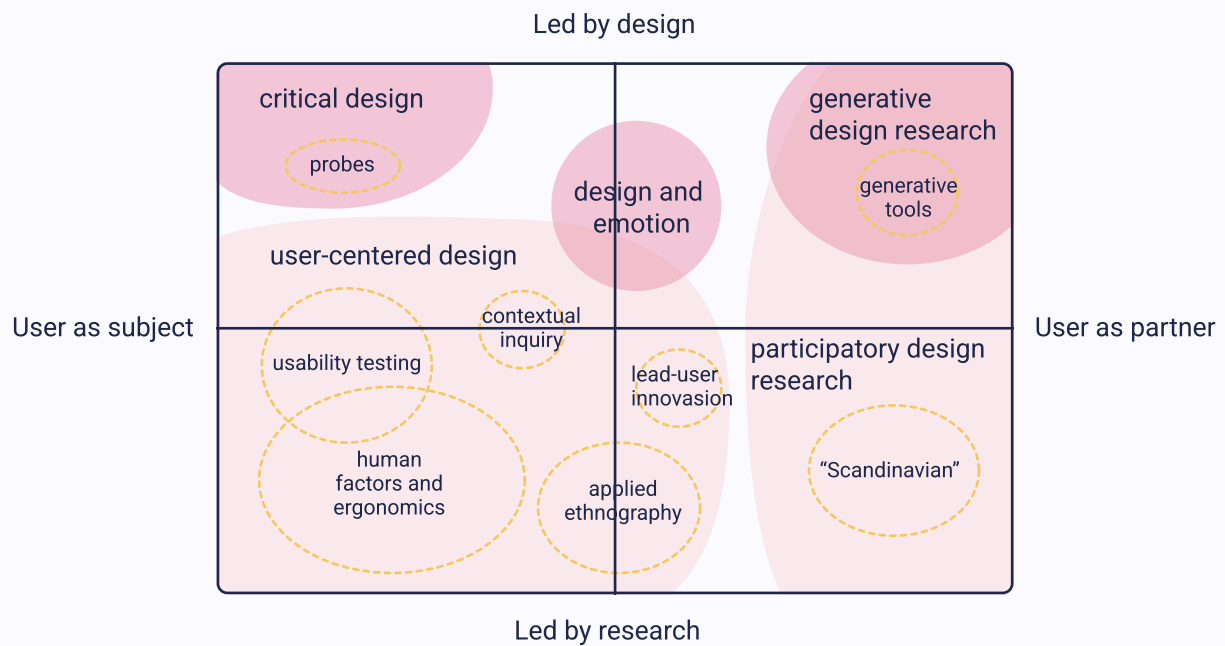 Led by design
critical design
probes
generative
design research
generative
tools
design and
emotion
user-centered design
contextual
inquiry
User as subject
User as partner
usability testing
lead-user
innovasion
participatory design
research
human
factors and
ergonomics
applied
ethnography
“Scandinavian”
Led by research